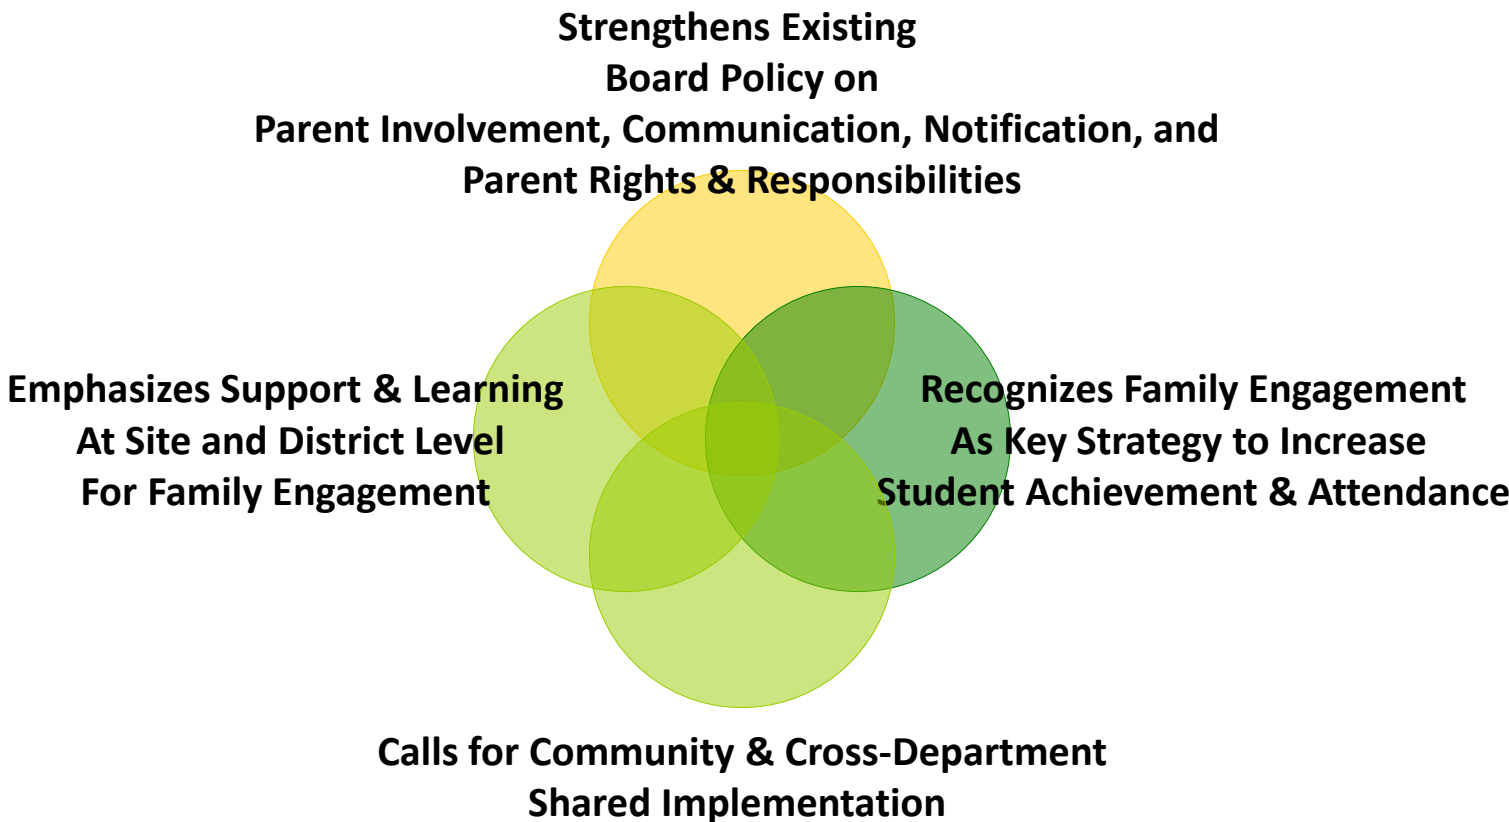 Strengthens Existing
Board Policy on
Parent Involvement, Communication, Notification, and
Parent Rights & Responsibilities
Emphasizes Support & Learning
At Site and District Level
For Family Engagement
Recognizes Family Engagement
As Key Strategy to Increase
Student Achievement & Attendance
Calls for Community & Cross-Department
Shared Implementation